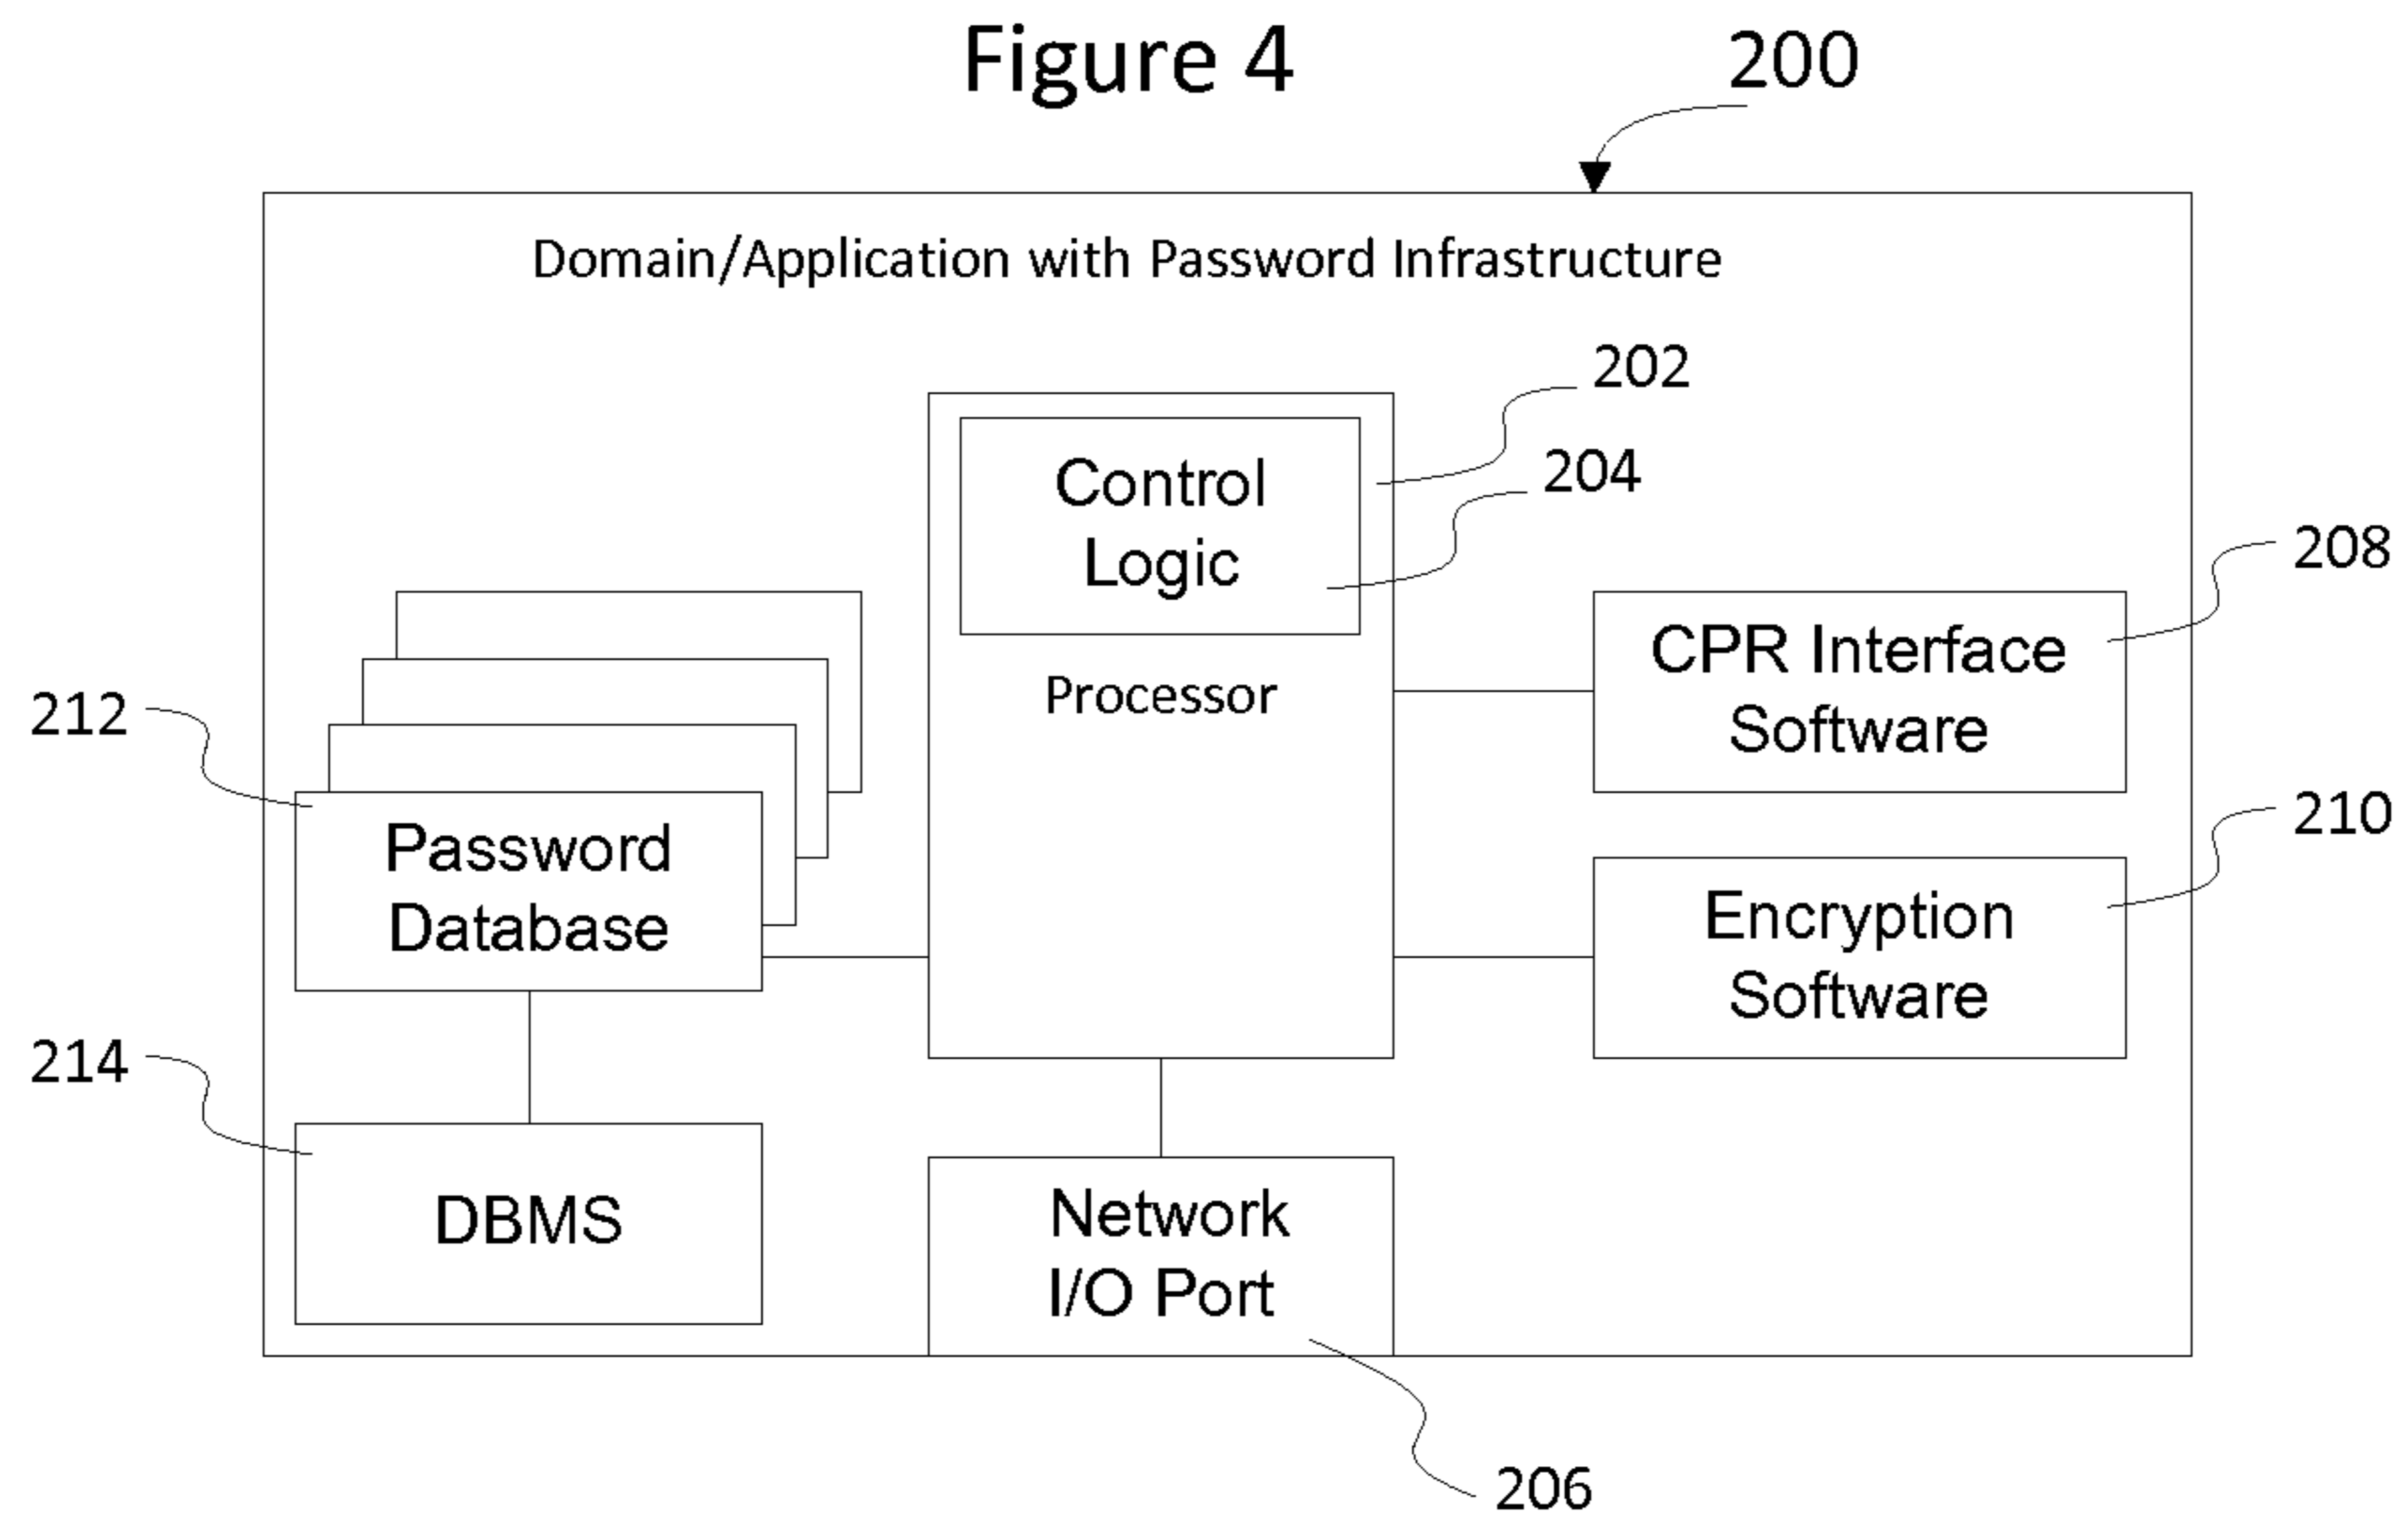 Figure 4
200
Domain/Application with Password Infrastructure
202
Control
Logic
204
Processor
208
CPR Interface
Software
212
Password
Database
210
Encryption
Software
214
DBMS
Network
I/O Port
206